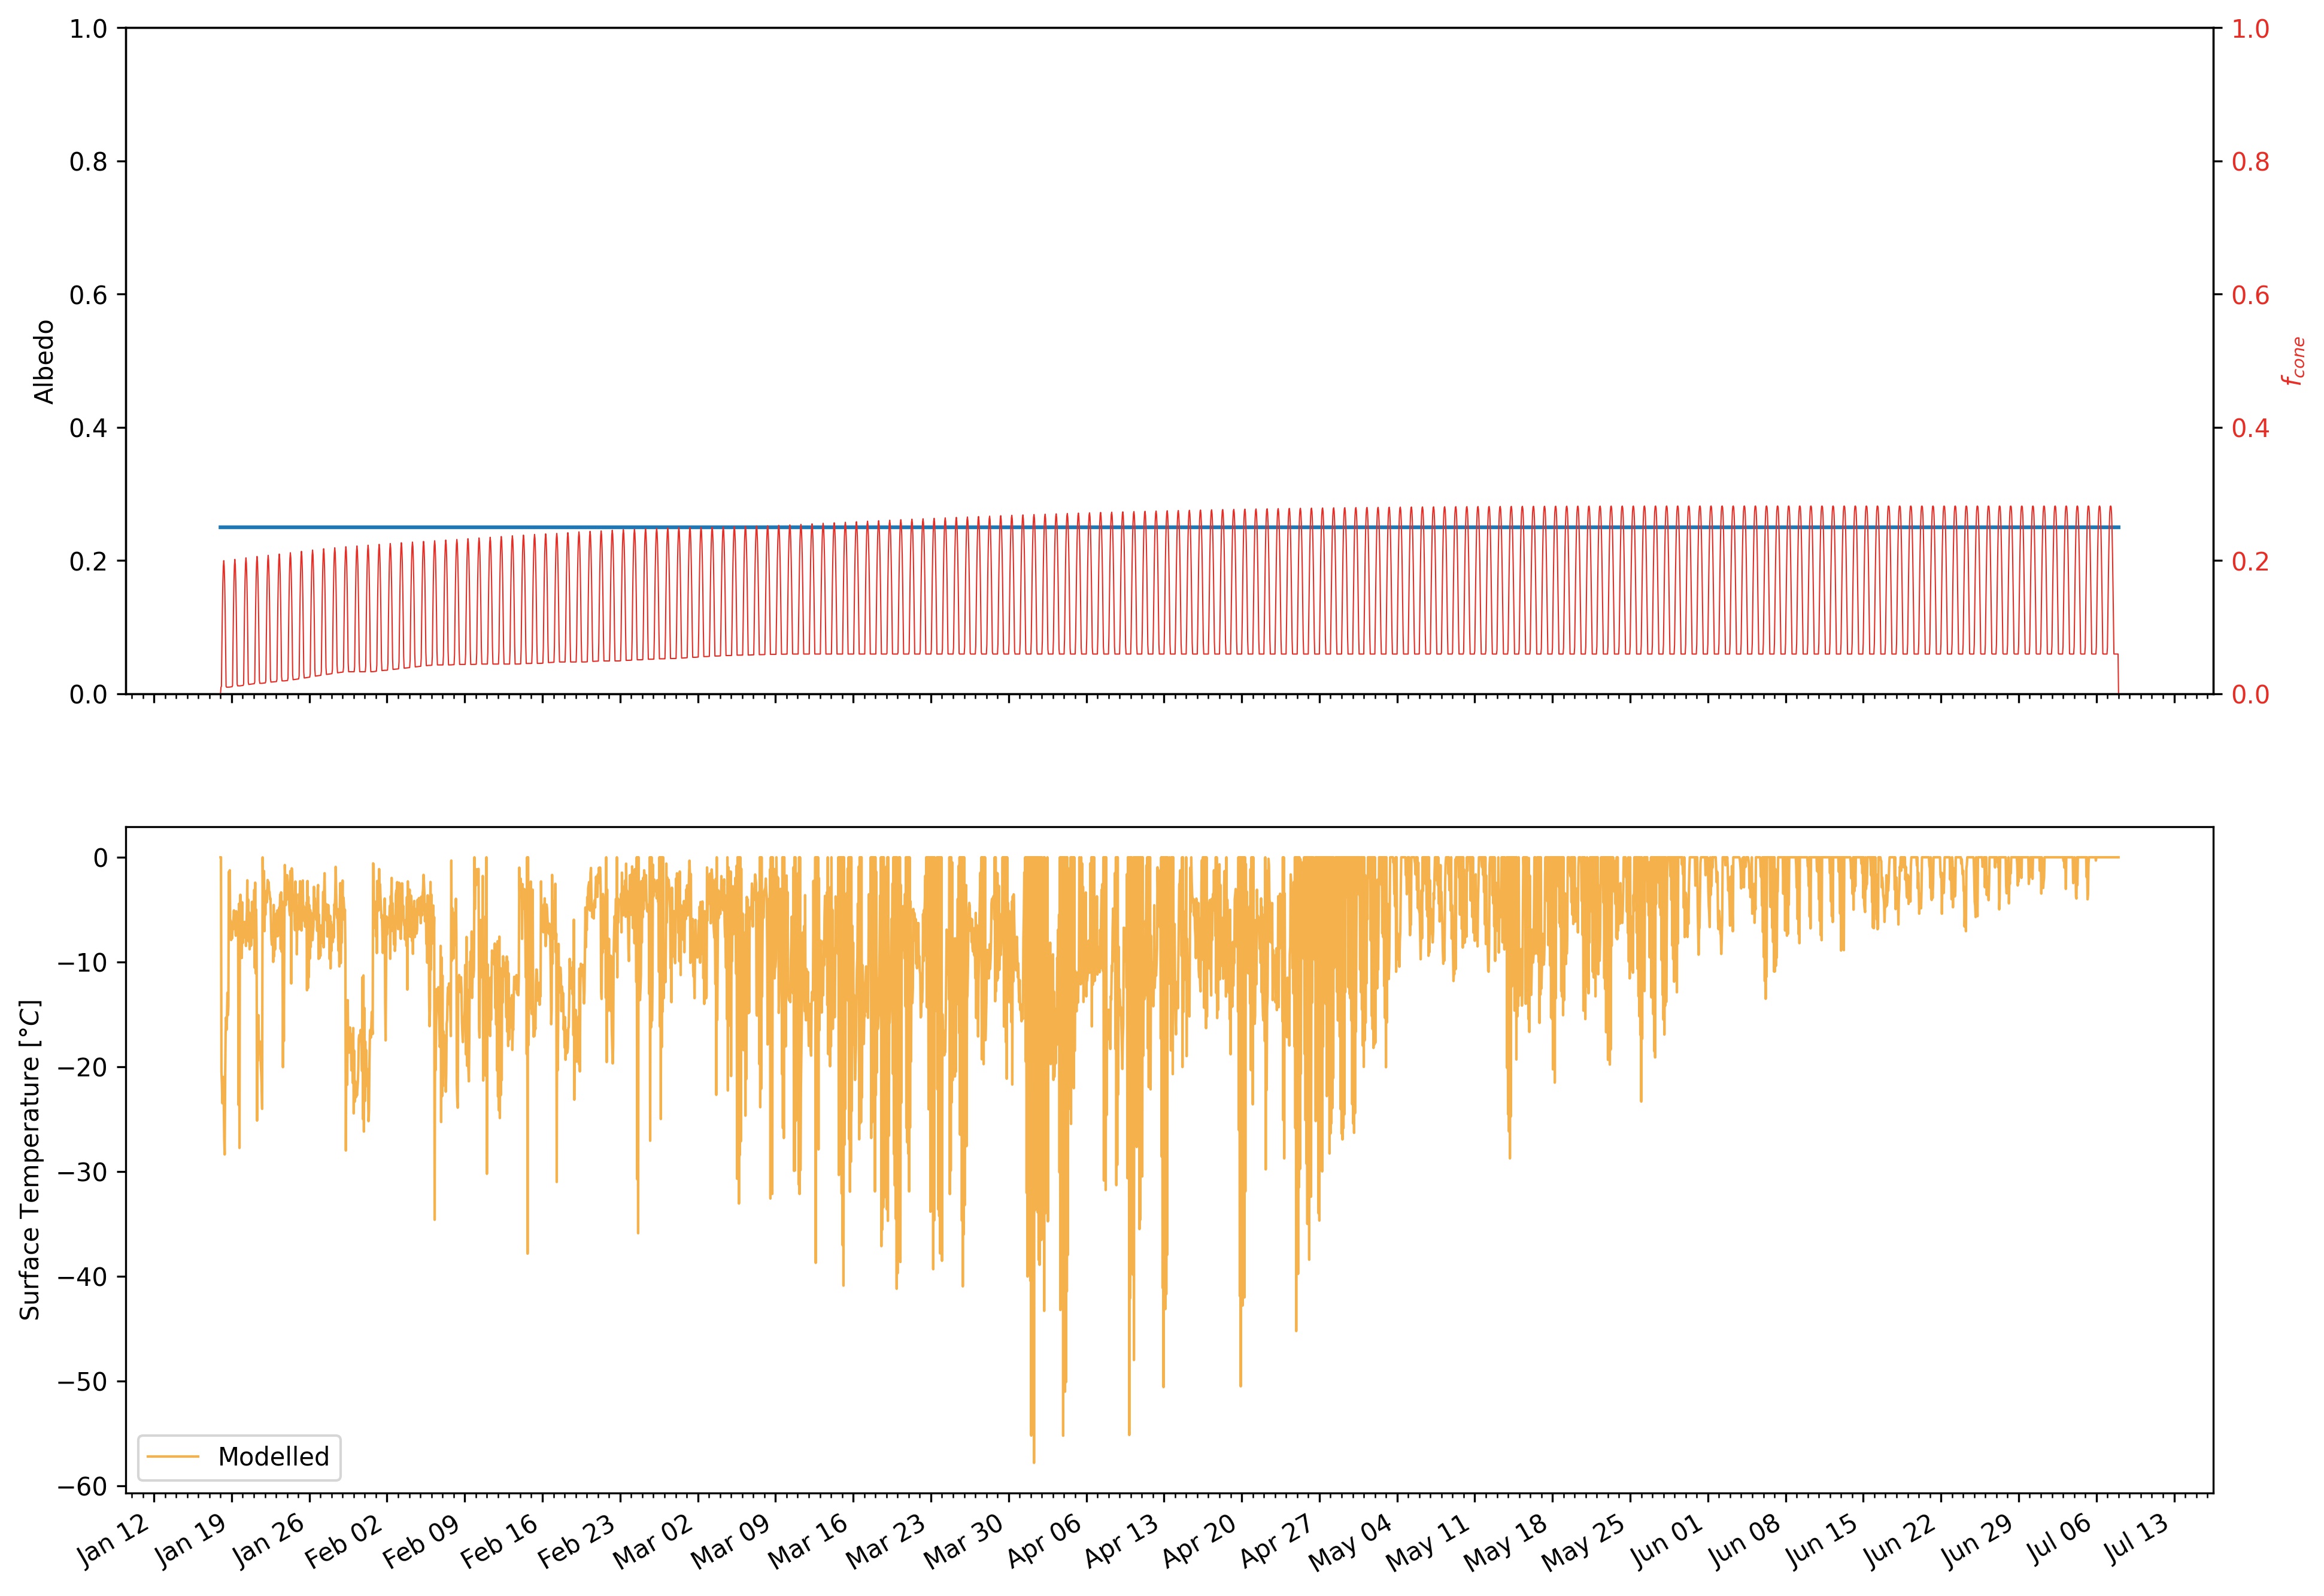 1.0
0.8
0.6
0.4
0.2
0.0
Albedo
1.0
0.8
0.6
0.4
0.2
0.0
f_cone
0
−10
−20
−30
−40
−50
−60
Surface Temperature [°C]
Modelled
Jan 12
Jan 19
Jan 26
Feb 02
Feb 09
Feb 16
Feb 23
Mar 02
Mar 09
Mar 16
Mar 23
Mar 30
Apr 06
Apr 13
Apr 20
Apr 27
May 04
May 11
May 18
May 25
Jun 01
Jun 08
Jun 15
Jun 22
Jun 29
Jul 06
Jul 13